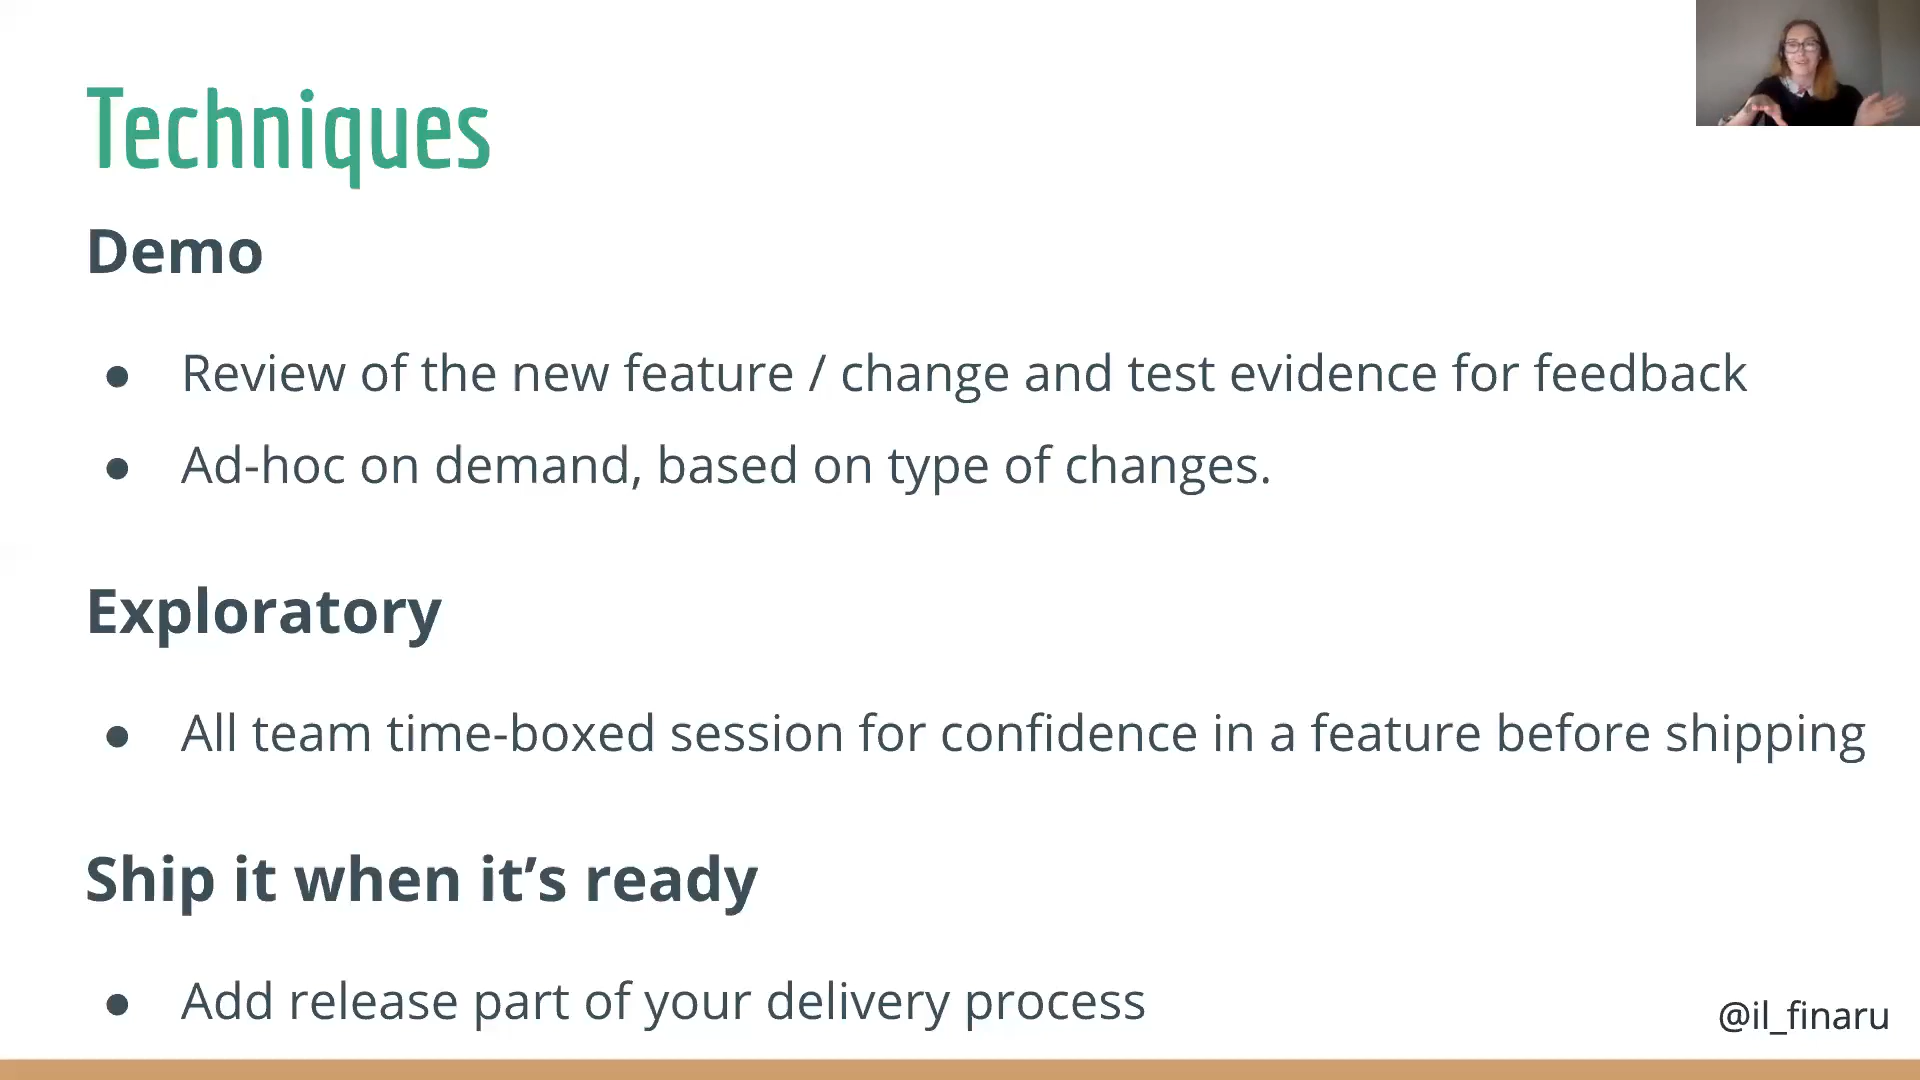 Techniques
Demo
● Review of the new feature / change and test evidence for feedback
● Ad-hoc on demand, based on type of changes.
Exploratory
● All team time-boxed session for confidence in a feature before shipping
Ship it when it’s ready
● Add release part of your delivery process
@il_finaru